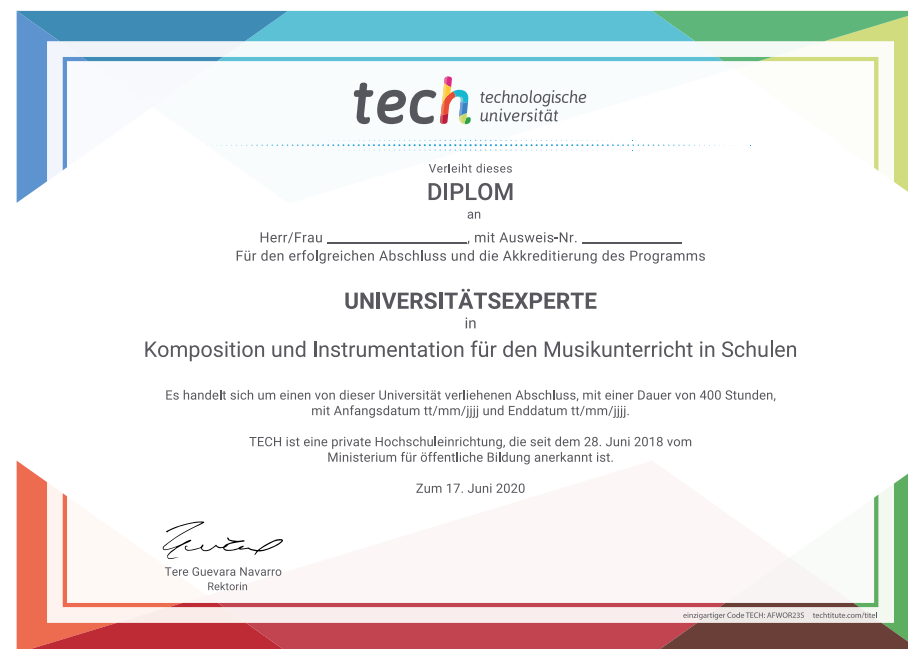 tech technologische
universität
Verleiht dieses
DIPLOM
an
Herr/Frau ____________, mit Ausweis-Nr. ____________
Für den erfolgreichen Abschluss und die Akkreditierung des Programms
UNIVERSITÄTSEXPERTE
in
Komposition und Instrumentation für den Musikunterricht in Schulen
Es handelt sich um einen von dieser Universität verliehenen Abschluss, mit einer Dauer von 400 Stunden,
mit Anfangsdatum tt/mm/jjjj und Enddatum tt/mm/jjjj.
TECH ist eine private Hochschuleinrichtung, die seit dem 28. Juni 2018 vom
Ministerium für öffentliche Bildung anerkannt ist.
Zum 17. Juni 2020
Tere Guevara Navarro
Rektorin
einzigartiger Code TECH: AFWOR23S techtitute.com/titel